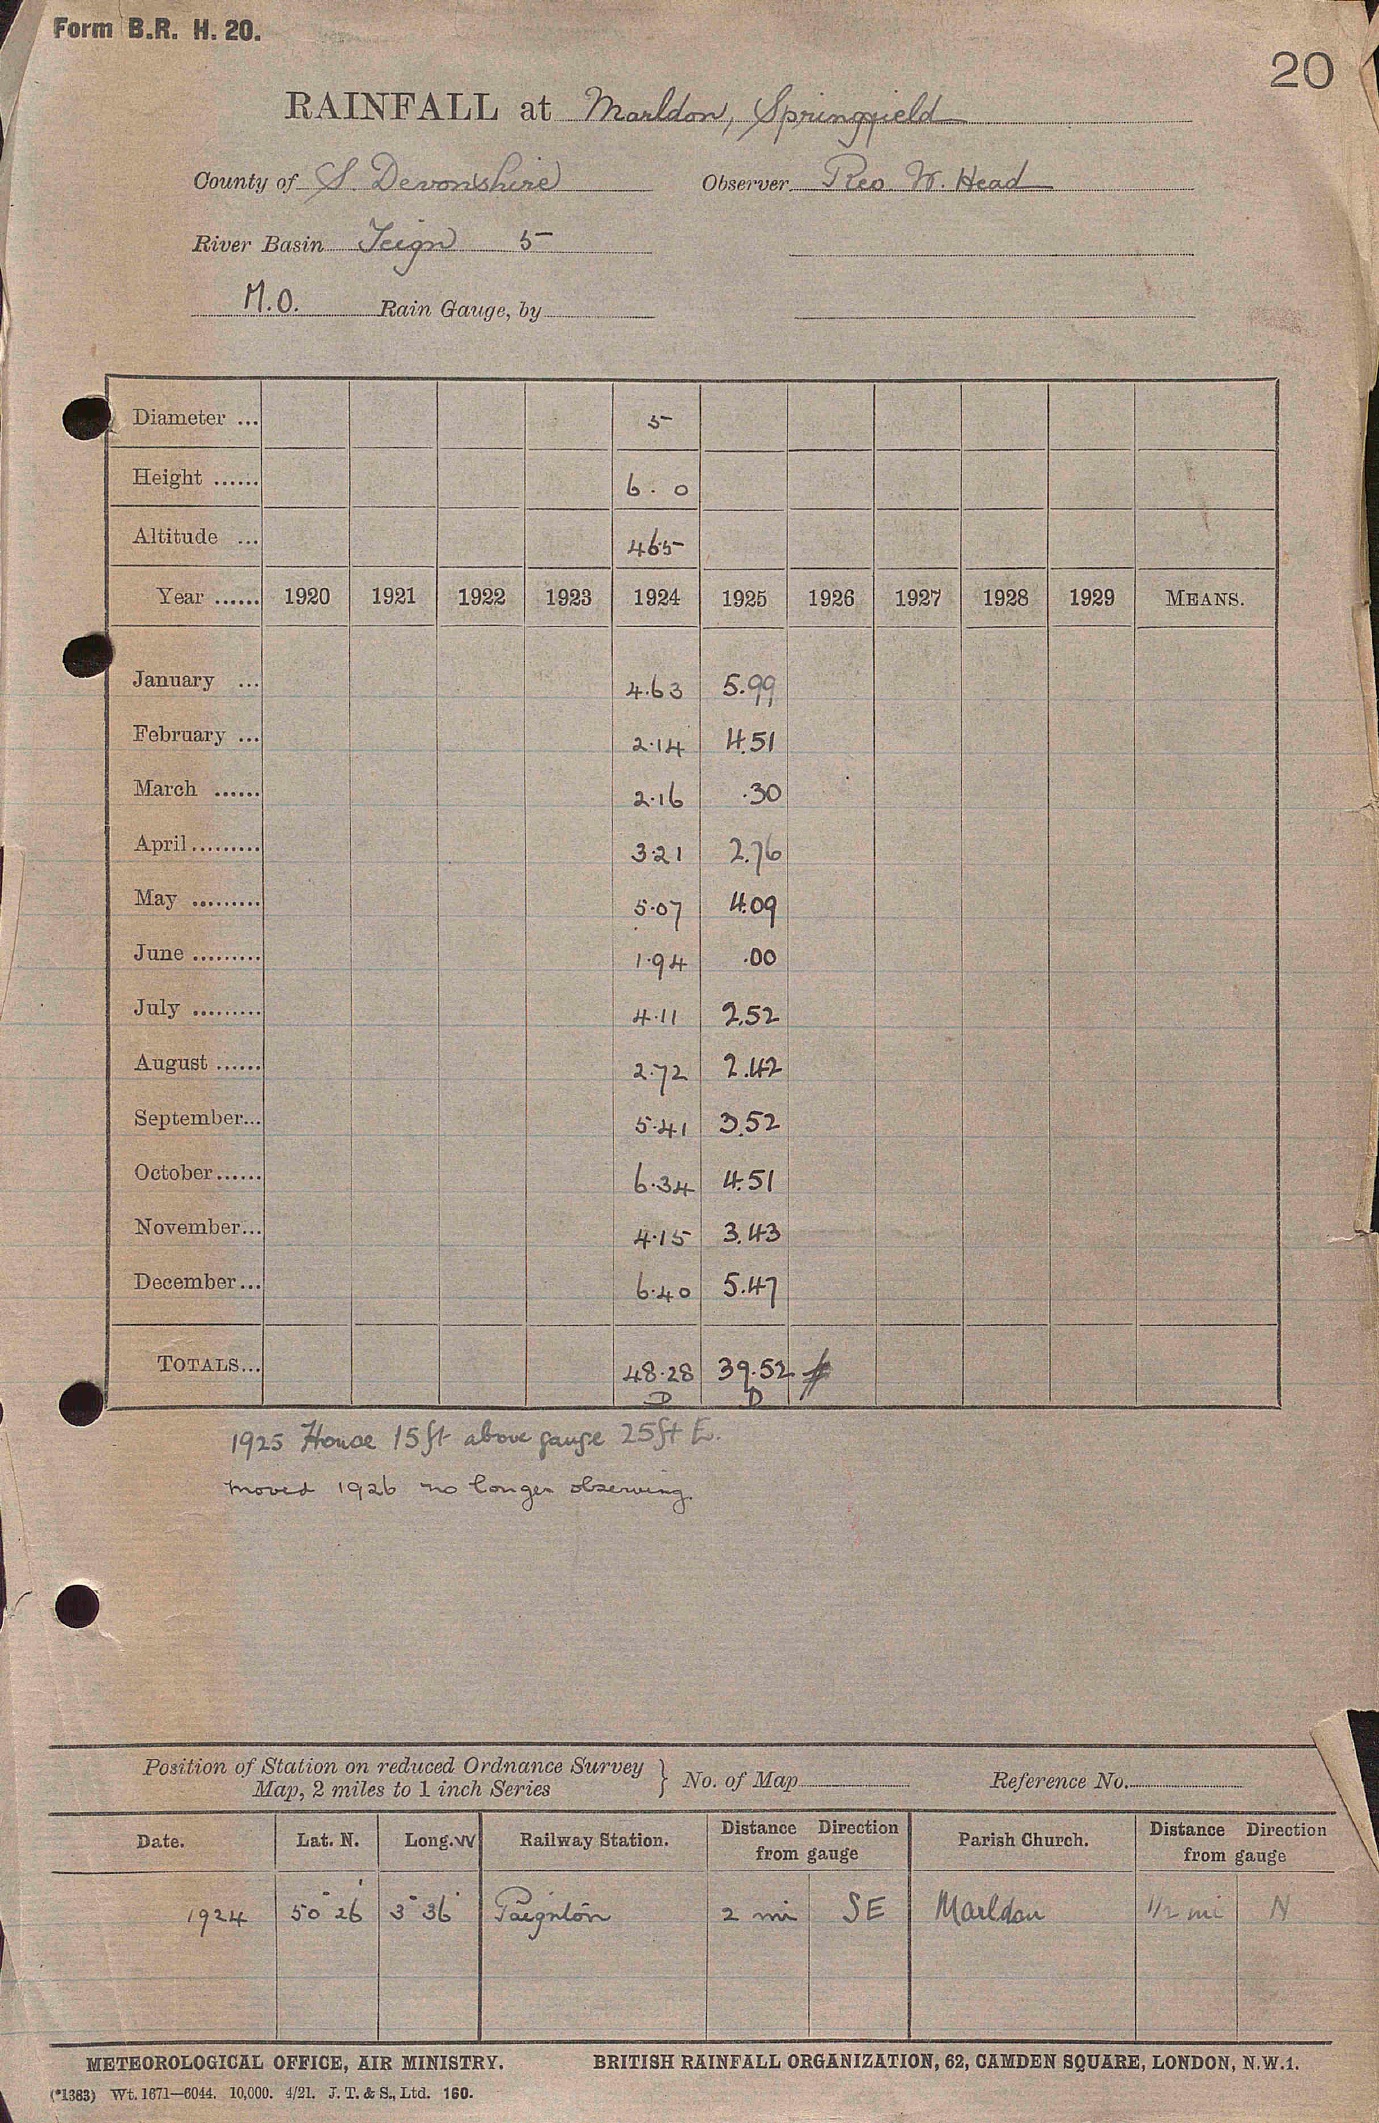 Form B.R. H. 20.
20
RAINFALL at Marldon, Springfield
County of S. Devonshire Observer Rev. W. Head
River Basin Teign 5
M.O. Rain Gauge, by
Diameter ... 5
Height ...... 6. 0
Altitude ... 465
Year ...... 1920 1921 1922 1923 1924 1925 1926 1927 1928 1929 MEANS.
January ... 4.63 5.99
February ... 2.14 4.51
March ...... 2.16 .30
April ......... 3.21 2.76
May ......... 5.07 4.09
June ......... 1.94 .00
July ......... 4.11 2.52
August ...... 2.72 2.42
September... 5.41 3.52
October...... 6.34 4.51
November... 4.15 3.43
December... 6.40 5.47
TOTALS... 48.28 39.52
D D
1925 House 15ft above gauge 25ft E.
moved 1926 no longer observing
Position of Station on reduced Ordnance Survey
Map, 2 miles to 1 inch Series } No. of Map Reference No.
Date. Lat. N. Long. W Railway Station. Distance Direction from gauge Parish Church. Distance Direction from gauge
1924 50° 26' 3° 36' Paignton 2 mi SE Marldon 1/2 mi N
METEOROLOGICAL OFFICE, AIR MINISTRY. BRITISH RAINFALL ORGANIZATION, 62, CAMDEN SQUARE, LONDON, N.W.1.
(*1383) Wt. 1671—6044. 10,000. 4/21. J. T. & S., Ltd. 160.